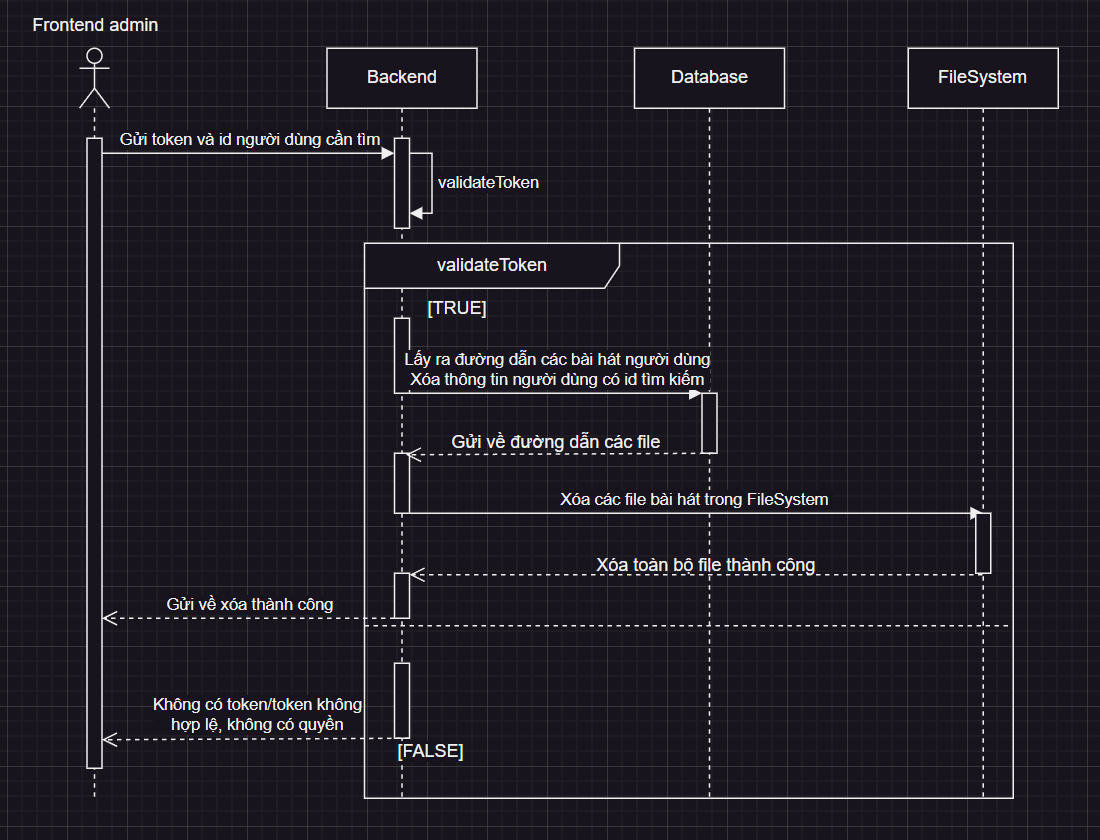 Frontend admin
Backend
Database
FileSystem
Gửi token và id người dùng cần tìm
validateToken
validateToken
[TRUE]
Lấy ra đường dẫn các bài hát người dùng
Xóa thông tin người dùng có id tìm kiếm
Gửi về đường dẫn các file
Xóa các file bài hát trong FileSystem
Xóa toàn bộ file thành công
Gửi về xóa thành công
Không có token/token không
hợp lệ, không có quyền
[FALSE]